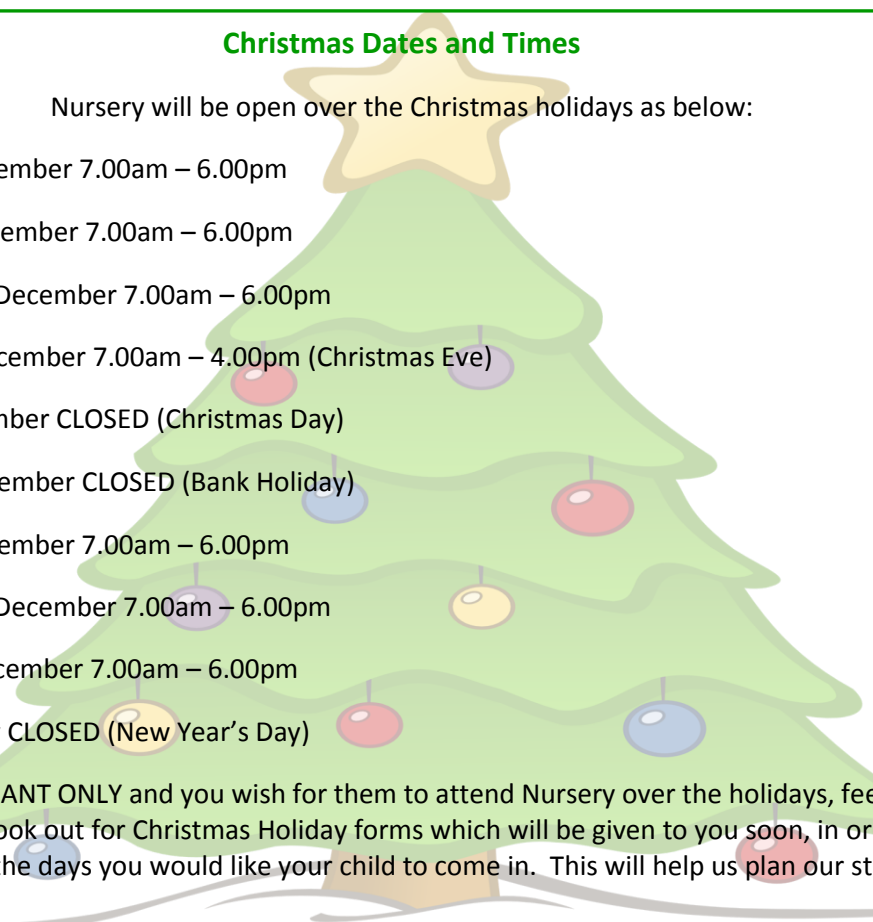 Christmas Dates and Times
Nursery will be open over the Christmas holidays as below:
ember 7.00am – 6.00pm
ember 7.00am – 6.00pm
December 7.00am – 6.00pm
cember 7.00am – 4.00pm (Christmas Eve)
mber CLOSED (Christmas Day)
ember CLOSED (Bank Holiday)
ember 7.00am – 6.00pm
December 7.00am – 6.00pm
cember 7.00am – 6.00pm
CLOSED (New Year's Day)
ANT ONLY and you wish for them to attend Nursery over the holidays, fee
ook out for Christmas Holiday forms which will be given to you soon, in or
the days you would like your child to come in.  This will help us plan our st